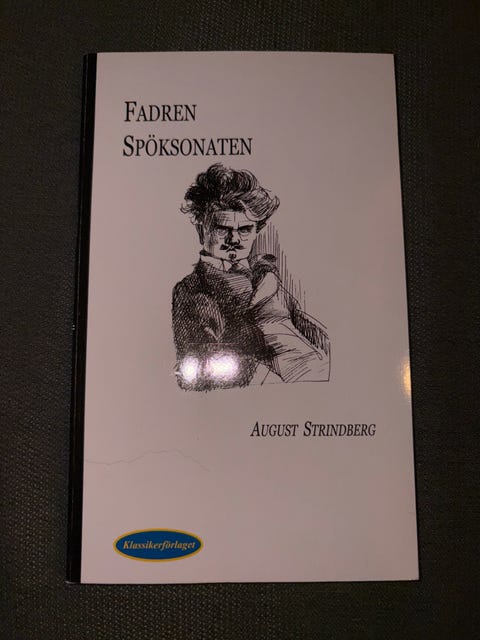 FADREN
SPÖKSONATEN
AUGUST STRINDBERG
Klassikerförlaget